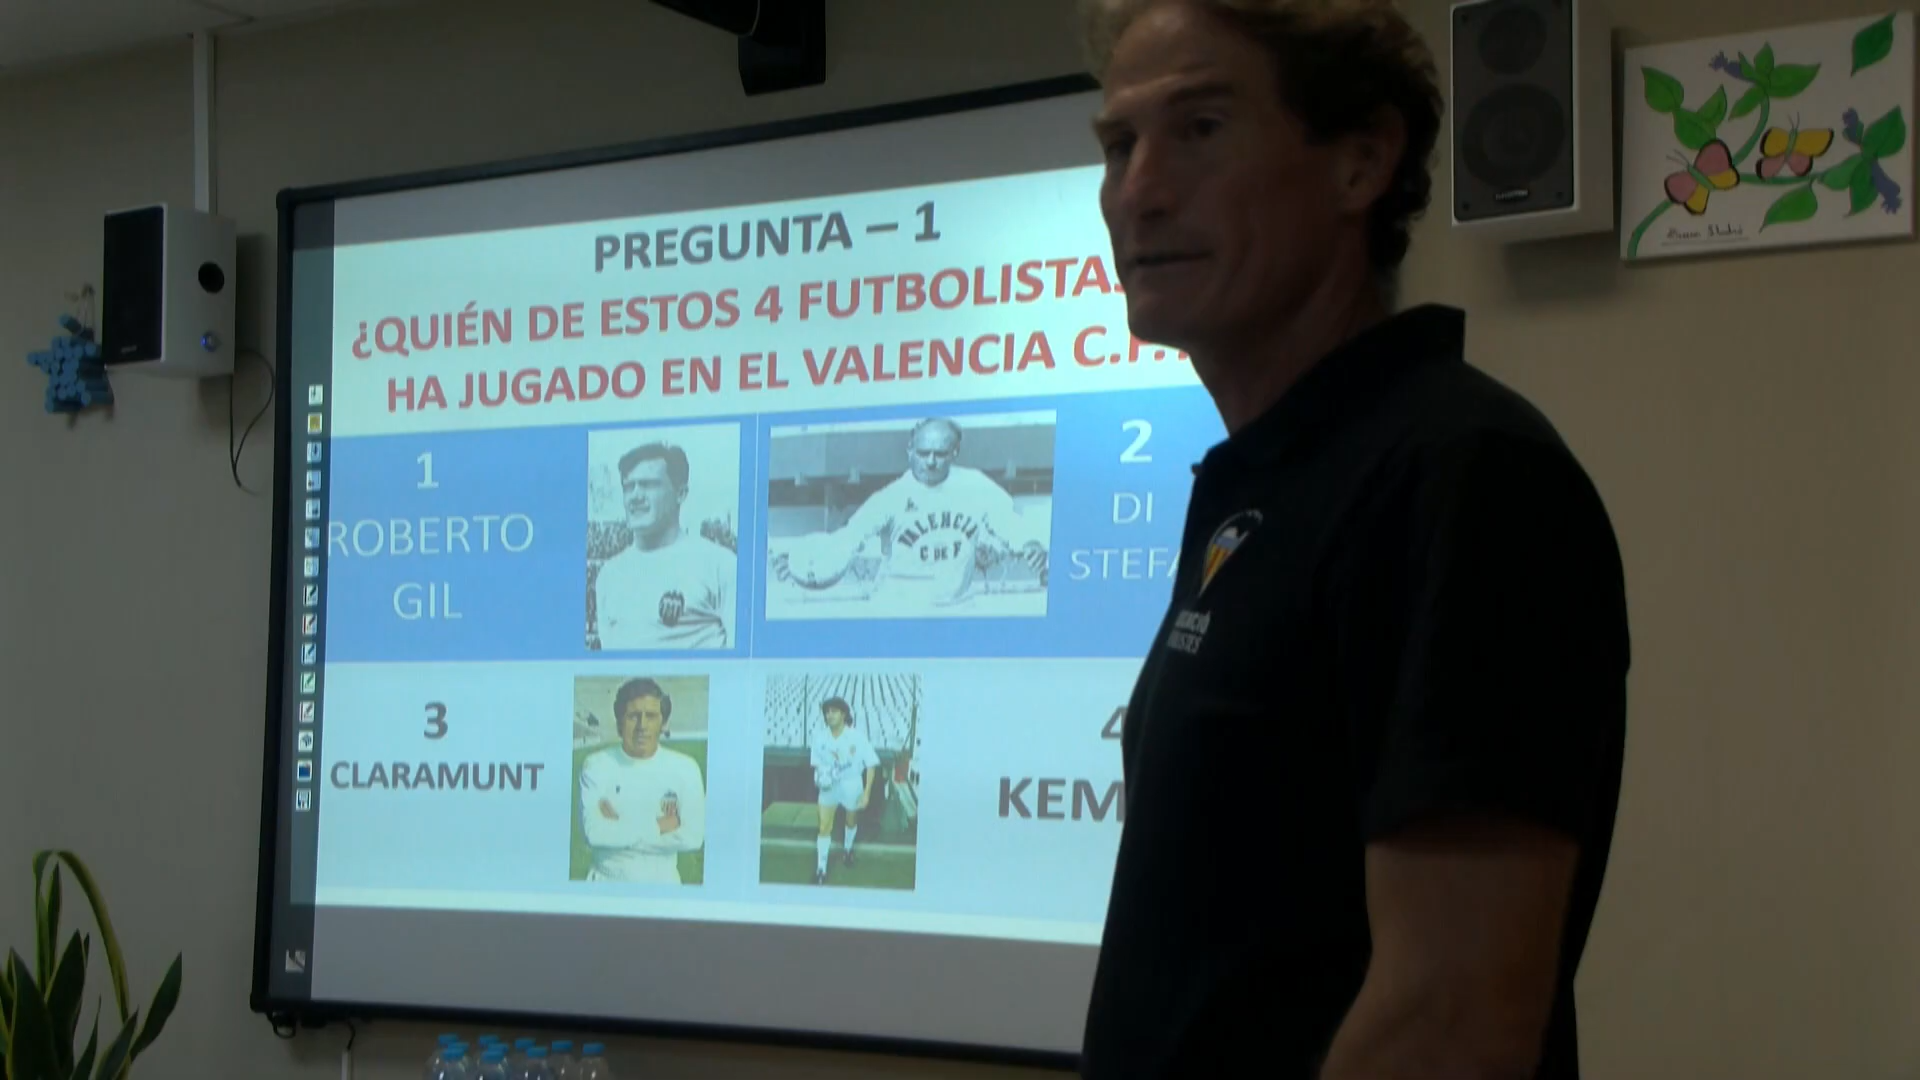 PREGUNTA – 1
¿QUIÉN DE ESTOS 4 FUTBOLISTAS
HA JUGADO EN EL VALENCIA C.F.
1
ROBERTO
GIL
VALENCIA
C DE F
2
DI
STEFA
3
CLARAMUNT
4
KEM